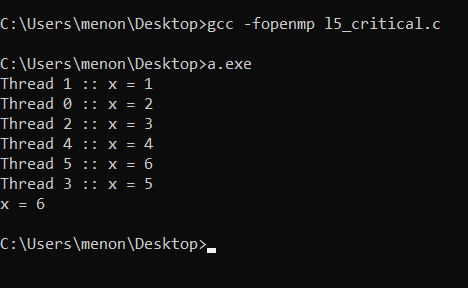 C:\Users\menon\Desktop>gcc -fopenmp l5_critical.c
C:\Users\menon\Desktop>a.exe
Thread 1 :: x = 1
Thread 0 :: x = 2
Thread 2 :: x = 3
Thread 4 :: x = 4
Thread 5 :: x = 6
Thread 3 :: x = 5
x = 6
C:\Users\menon\Desktop>